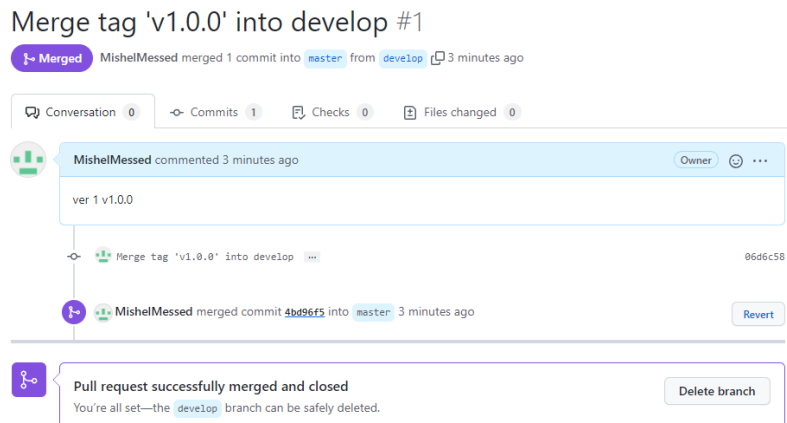 Merge tag 'v1.0.0' into develop #1
Merged MishelMessed merged 1 commit into master from develop 3 minutes ago
Conversation 0 Commits 1 Checks 0 Files changed 0
MishelMessed commented 3 minutes ago Owner ...
ver 1 v1.0.0
Merge tag 'v1.0.0' into develop ... 06d6c58
MishelMessed merged commit 4bd96f5 into master 3 minutes ago Revert
Pull request successfully merged and closed
You're all set—the develop branch can be safely deleted.
Delete branch